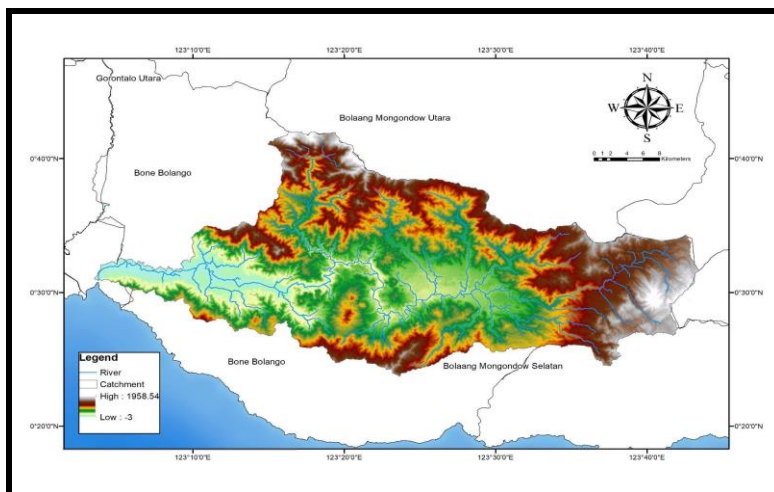 123°10'0"E
123°20'0"E
123°30'0"E
123°40'0"E
Gorontalo Utara
N
W
E
S
Bolaang Mongondow Utara
0 1 2 4 6 8
Kilometers
0°40'0"N
0°40'0"N
Bone Bolango
0°30'0"N
0°30'0"N
Legend
River
Catchment
High : 1958.54
Low : -3
Bone Bolango
Bolaang Mongondow Selatan
0°20'0"N
0°20'0"N
123°10'0"E
123°20'0"E
123°30'0"E
123°40'0"E